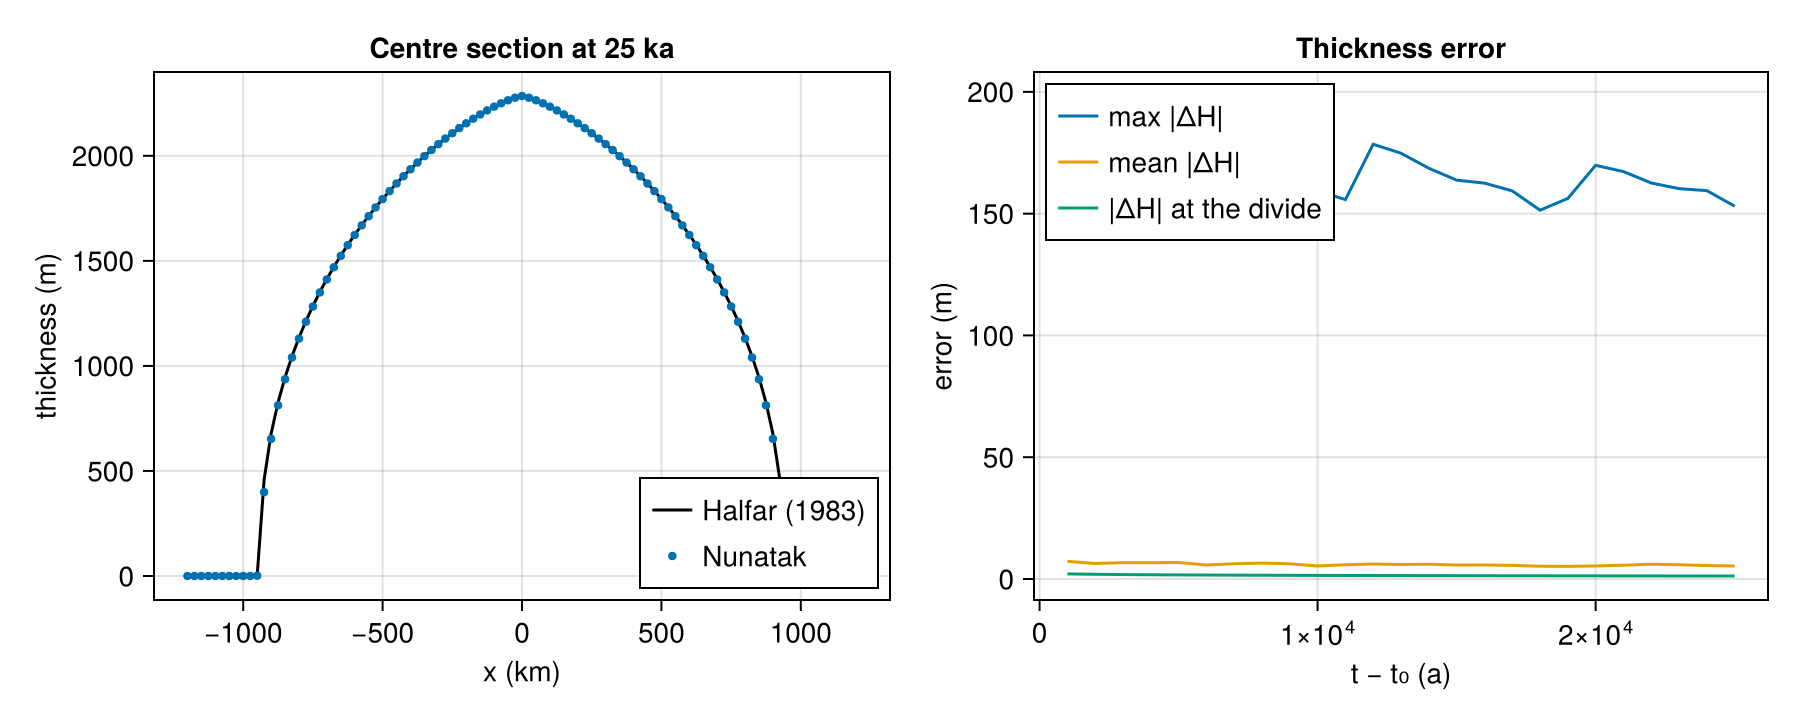 Centre section at 25 ka
thickness (m)
2000
1500
1000
500
0
−1000
−500
0
500
1000
x (km)
Halfar (1983)
Nunatak
Thickness error
error (m)
200
150
100
50
0
0
1×10⁴
2×10⁴
t − t₀ (a)
max |ΔH|
mean |ΔH|
|ΔH| at the divide